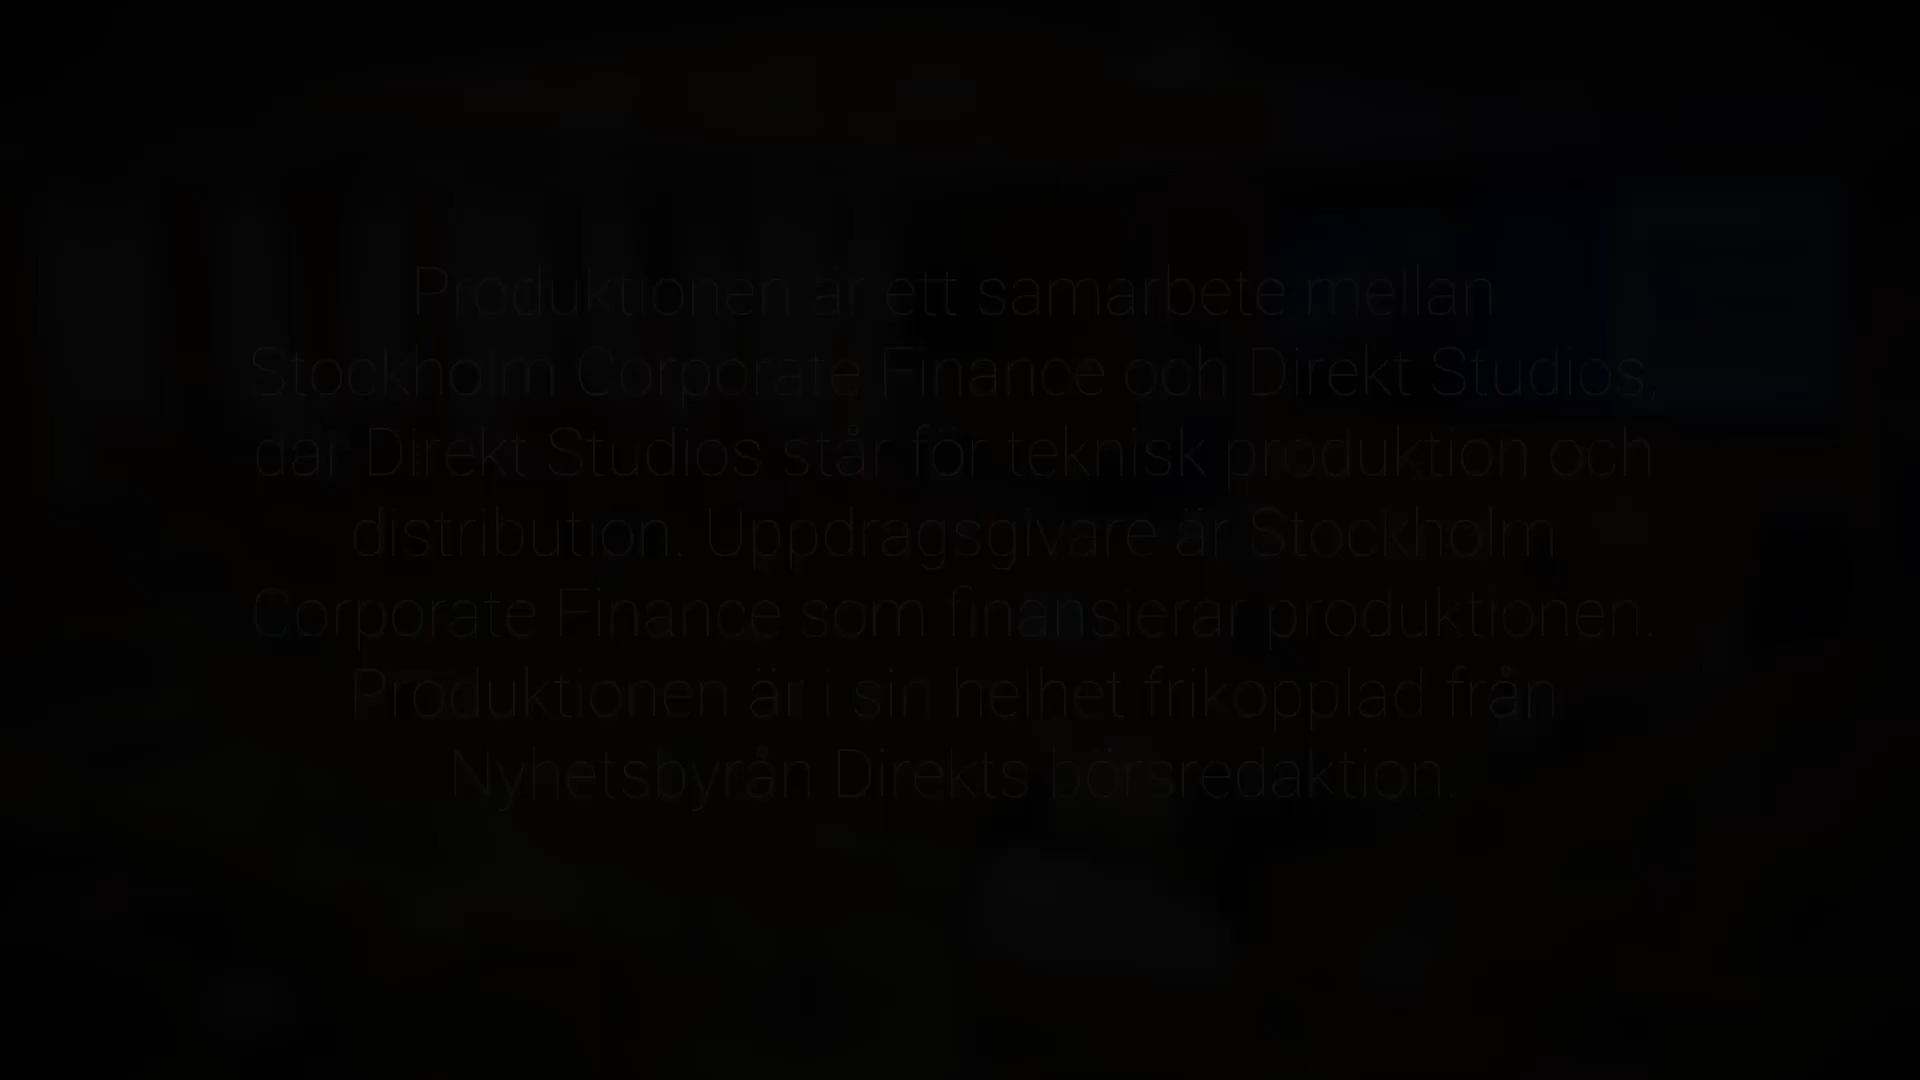 Produktionen är ett samarbete mellan
Stockholm Corporate Finance och Direkt Studios,
där Direkt Studios står för teknisk produktion och
distribution. Uppdragsgivare är Stockholm
Corporate Finance som finansierar produktionen.
Produktionen är i sin helhet frikopplad från
Nyhetsbyrån Direkts börsredaktion.